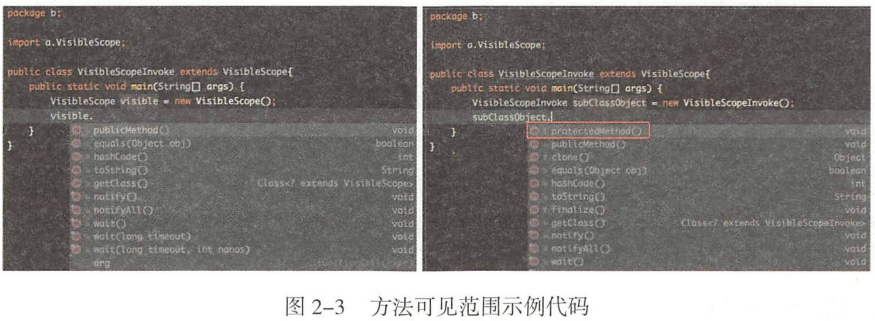 package b;
import a.VisibleScope;
public class VisibleScopeInvoke extends VisibleScope{
public static void main(String[] args) {
VisibleScope visible = new VisibleScope();
visible.
}
}
publicMethod() void
equals(Object obj) boolean
hashCode() int
toString() String
getClass() Class<? extends VisibleScope>
notify() void
notifyAll() void
wait() void
wait(long timeout) void
wait(long timeout, int nanos) void
arg
package b;
import a.VisibleScope;
public class VisibleScopeInvoke extends VisibleScope{
public static void main(String[] args) {
VisibleScopeInvoke subClassObject = new VisibleScopeInvoke();
subClassObject.
}
}
protectedMethod() void
publicMethod() void
clone() Object
equals(Object obj) boolean
hashCode() int
toString() String
finalize() void
getClass() Class<? extends VisibleScopeInvoke>
notify() void
notifyAll() void
wait() void
图 2-3 方法可见范围示例代码